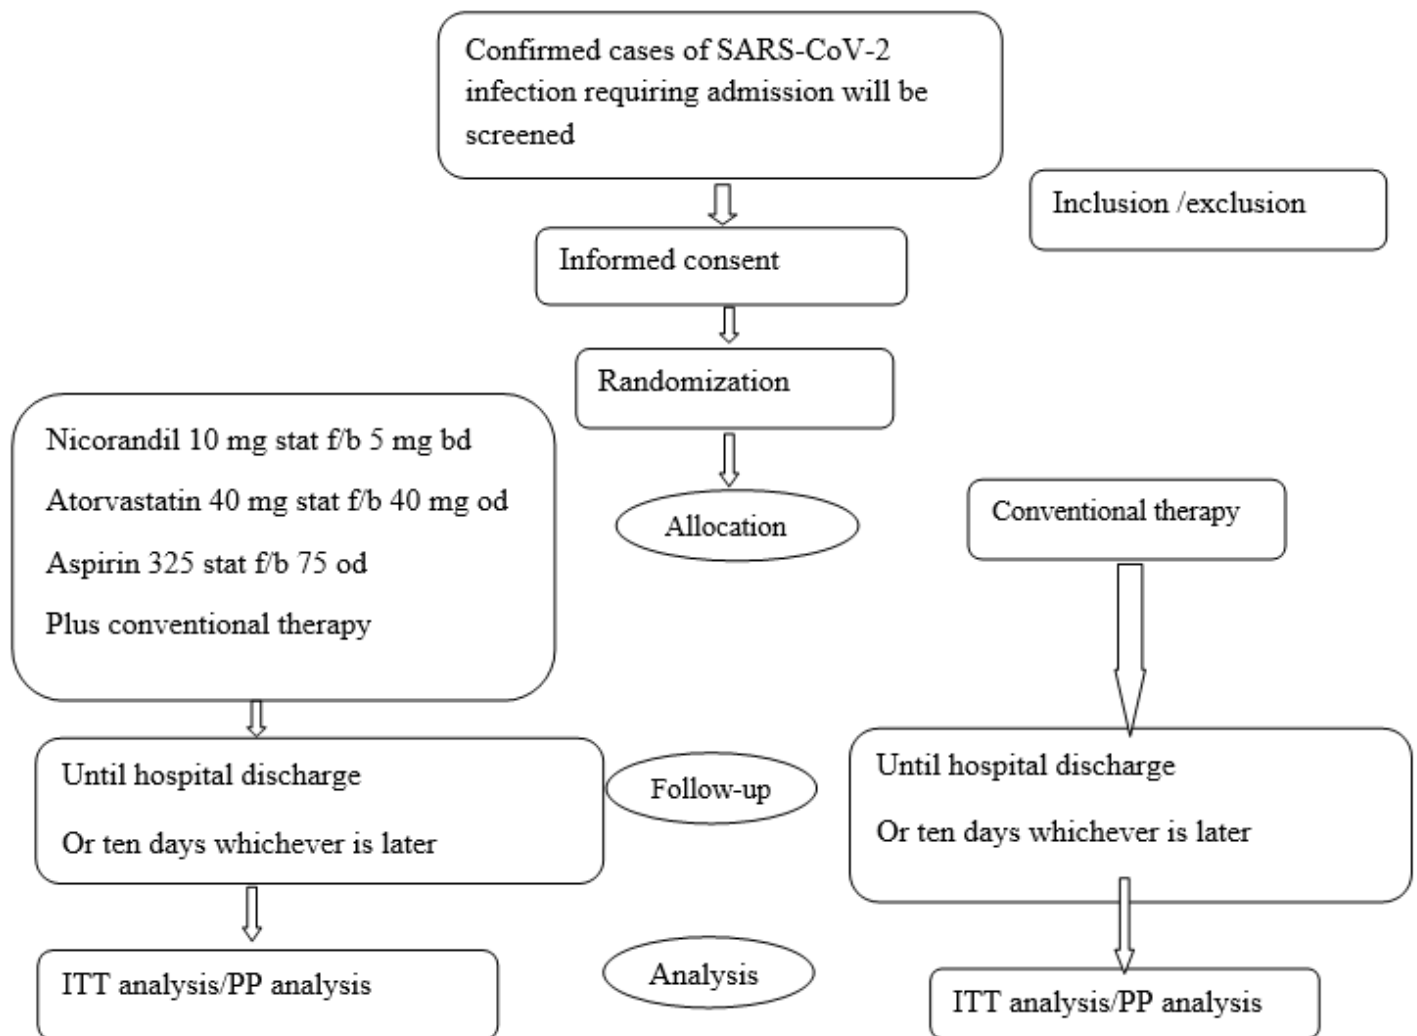 Confirmed cases of SARS-CoV-2
infection requiring admission will be
screened
Inclusion /exclusion
Informed consent
Randomization
Nicorandil 10 mg stat f/b 5 mg bd
Atorvastatin 40 mg stat f/b 40 mg od
Aspirin 325 stat f/b 75 od
Plus conventional therapy
Allocation
Conventional therapy
Until hospital discharge
Or ten days whichever is later
Follow-up
Until hospital discharge
Or ten days whichever is later
ITT analysis/PP analysis
Analysis
ITT analysis/PP analysis